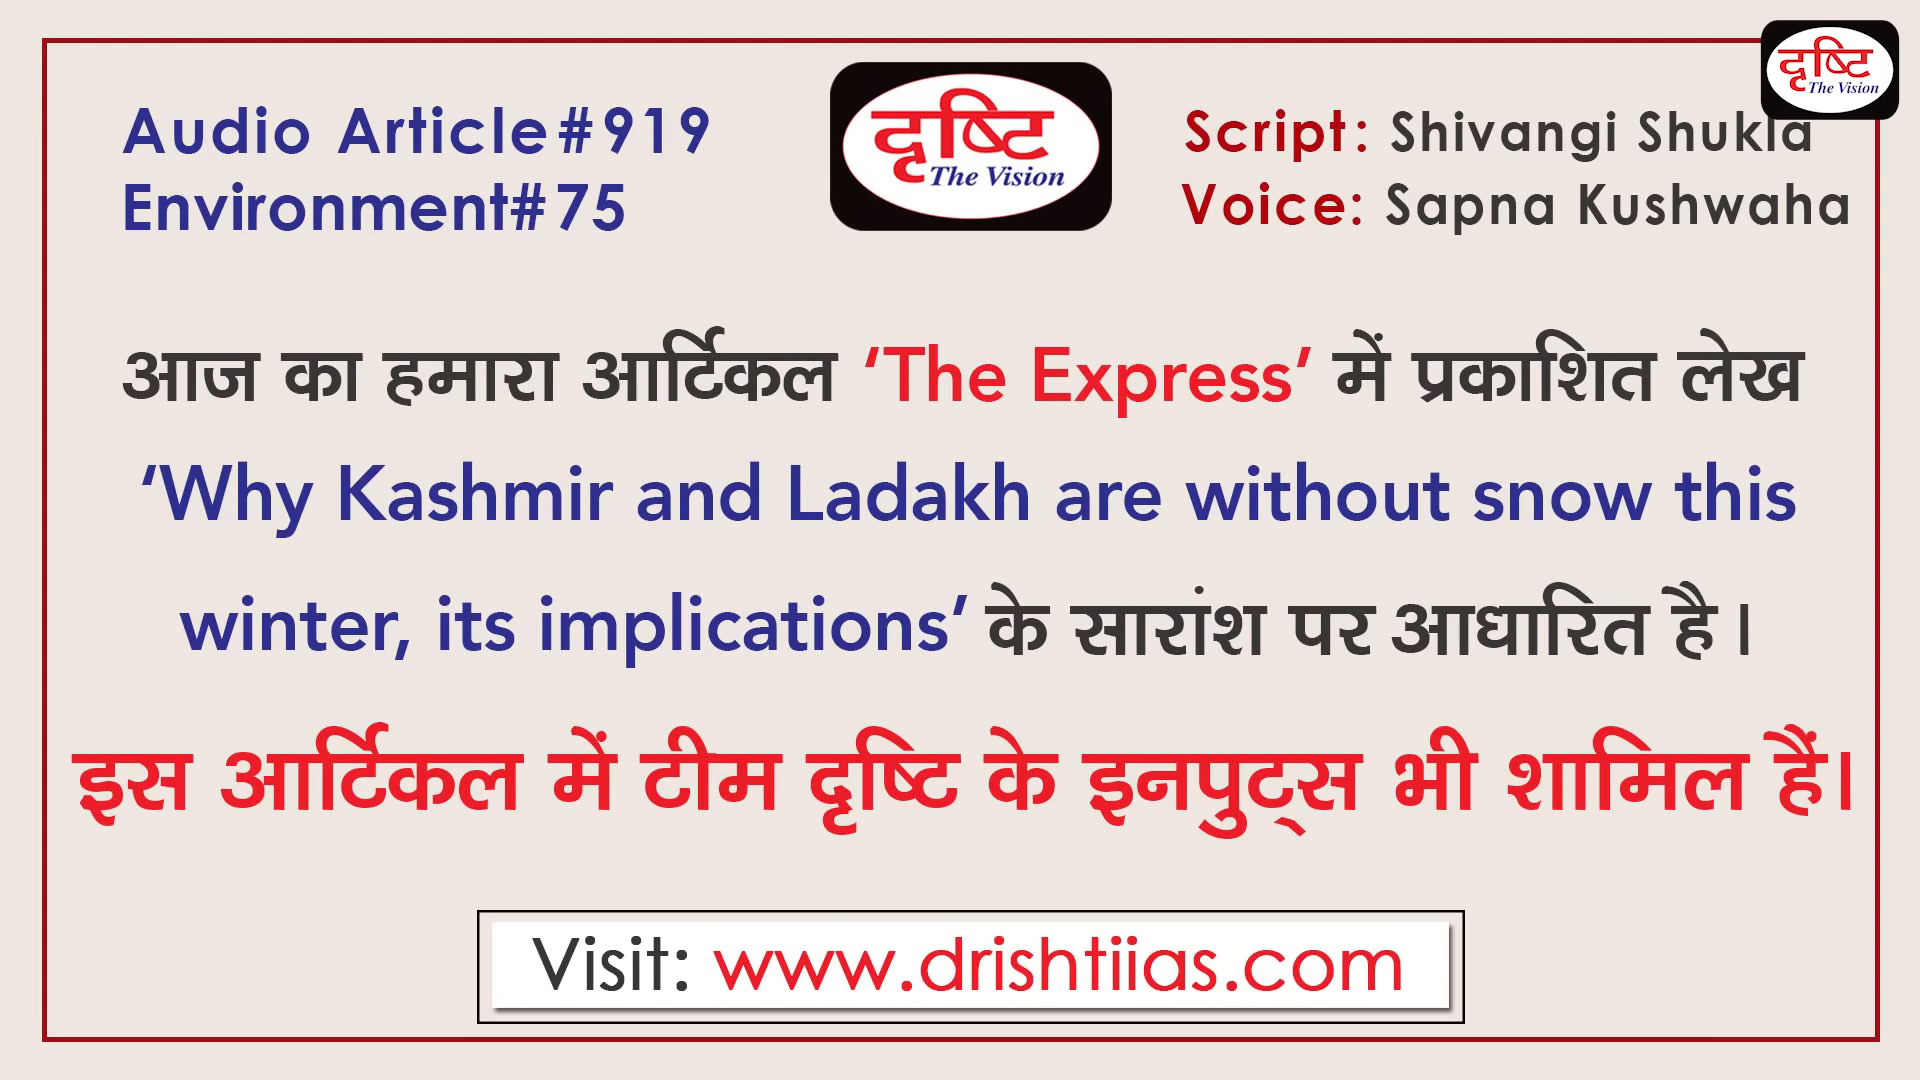 दृष्टि
The Vision
Audio Article#919
Environment#75
दृष्टि
The Vision
Script: Shivangi Shukla
Voice: Sapna Kushwaha
आज का हमारा आर्टिकल ‘The Express’ में प्रकाशित लेख
‘Why Kashmir and Ladakh are without snow this
winter, its implications’ के सारांश पर आधारित है।
इस आर्टिकल में टीम दृष्टि के इनपुट्स भी शामिल हैं।
Visit: www.drishtiias.com